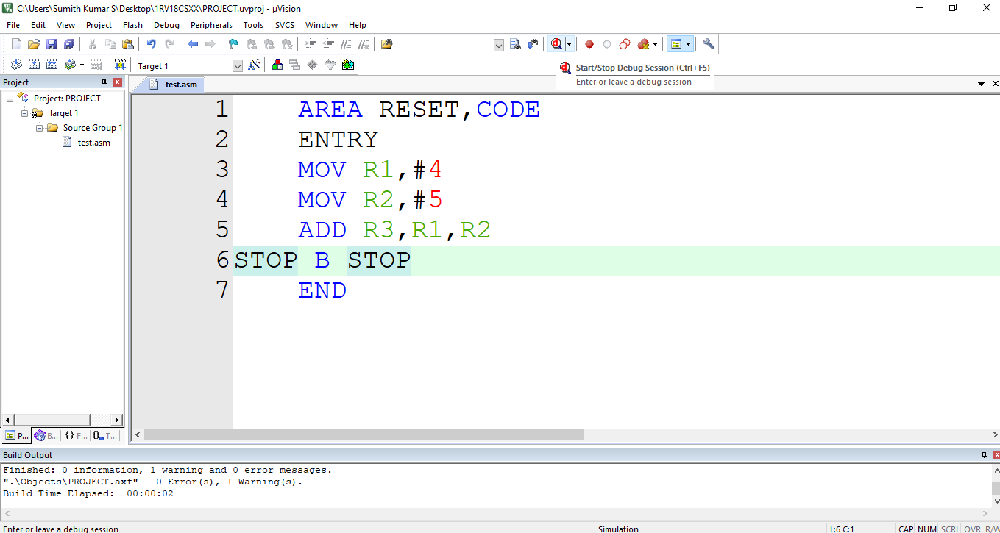 C:\Users\Sumith Kumar S\Desktop\1RV18CSXX\PROJECT.uvproj - µVision
File Edit View Project Flash Debug Peripherals Tools SVCS Window Help
LOAD Target 1
Start/Stop Debug Session (Ctrl+F5)
Enter or leave a debug session
Project
Project: PROJECT
Target 1
Source Group 1
test.asm
P... B... {} F... T...
test.asm
1 AREA RESET,CODE
2 ENTRY
3 MOV R1,#4
4 MOV R2,#5
5 ADD R3,R1,R2
6 STOP B STOP
7 END
Build Output
Finished: 0 information, 1 warning and 0 error messages.
".\Objects\PROJECT.axf" - 0 Error(s), 1 Warning(s).
Build Time Elapsed:  00:00:02
Enter or leave a debug session Simulation L:6 C:1 CAP NUM SCRL OVR R/W